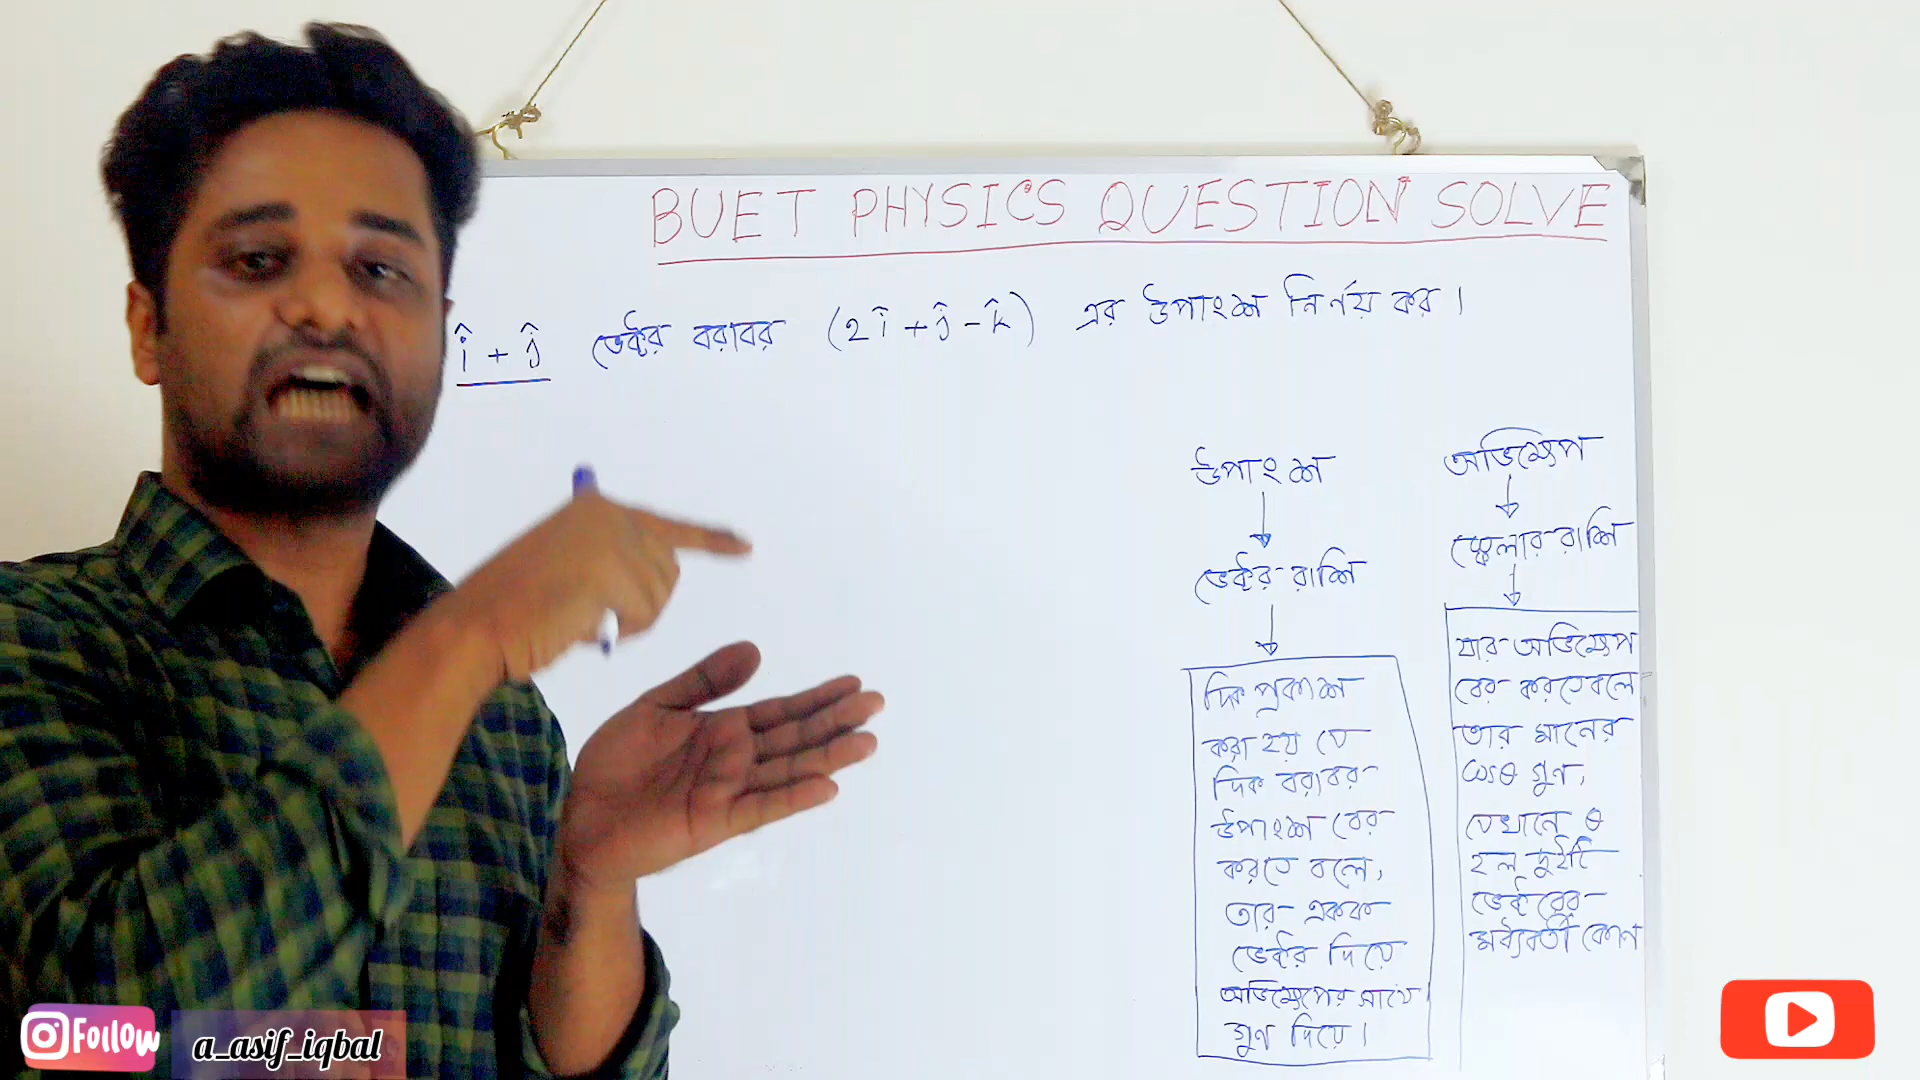 BUET PHYSICS QUESTION SOLVE
î + ĵ ভেক্টর বরাবর (2î + ĵ - k̂) এর উপাংশ নির্ণয় কর।
উপাংশ
↓
ভেক্টর রাশি
↓
দিক প্রকাশ
করা হয় যে
দিক বরাবর
উপাংশ বের
করতে বলে,
তার একক
ভেক্টর দিয়ে
অভিক্ষেপের সাথে
গুন দিয়ে।
অভিক্ষেপ
↓
স্কেলার রাশি
↓
যার অভিক্ষেপ
বের করতে বলে
তার মানের
cosθ গুন,
যেখানে θ
হল দুইটি
ভেক্টরের
মধ্যবর্তী কোন
Follow
a_asif_iqbal